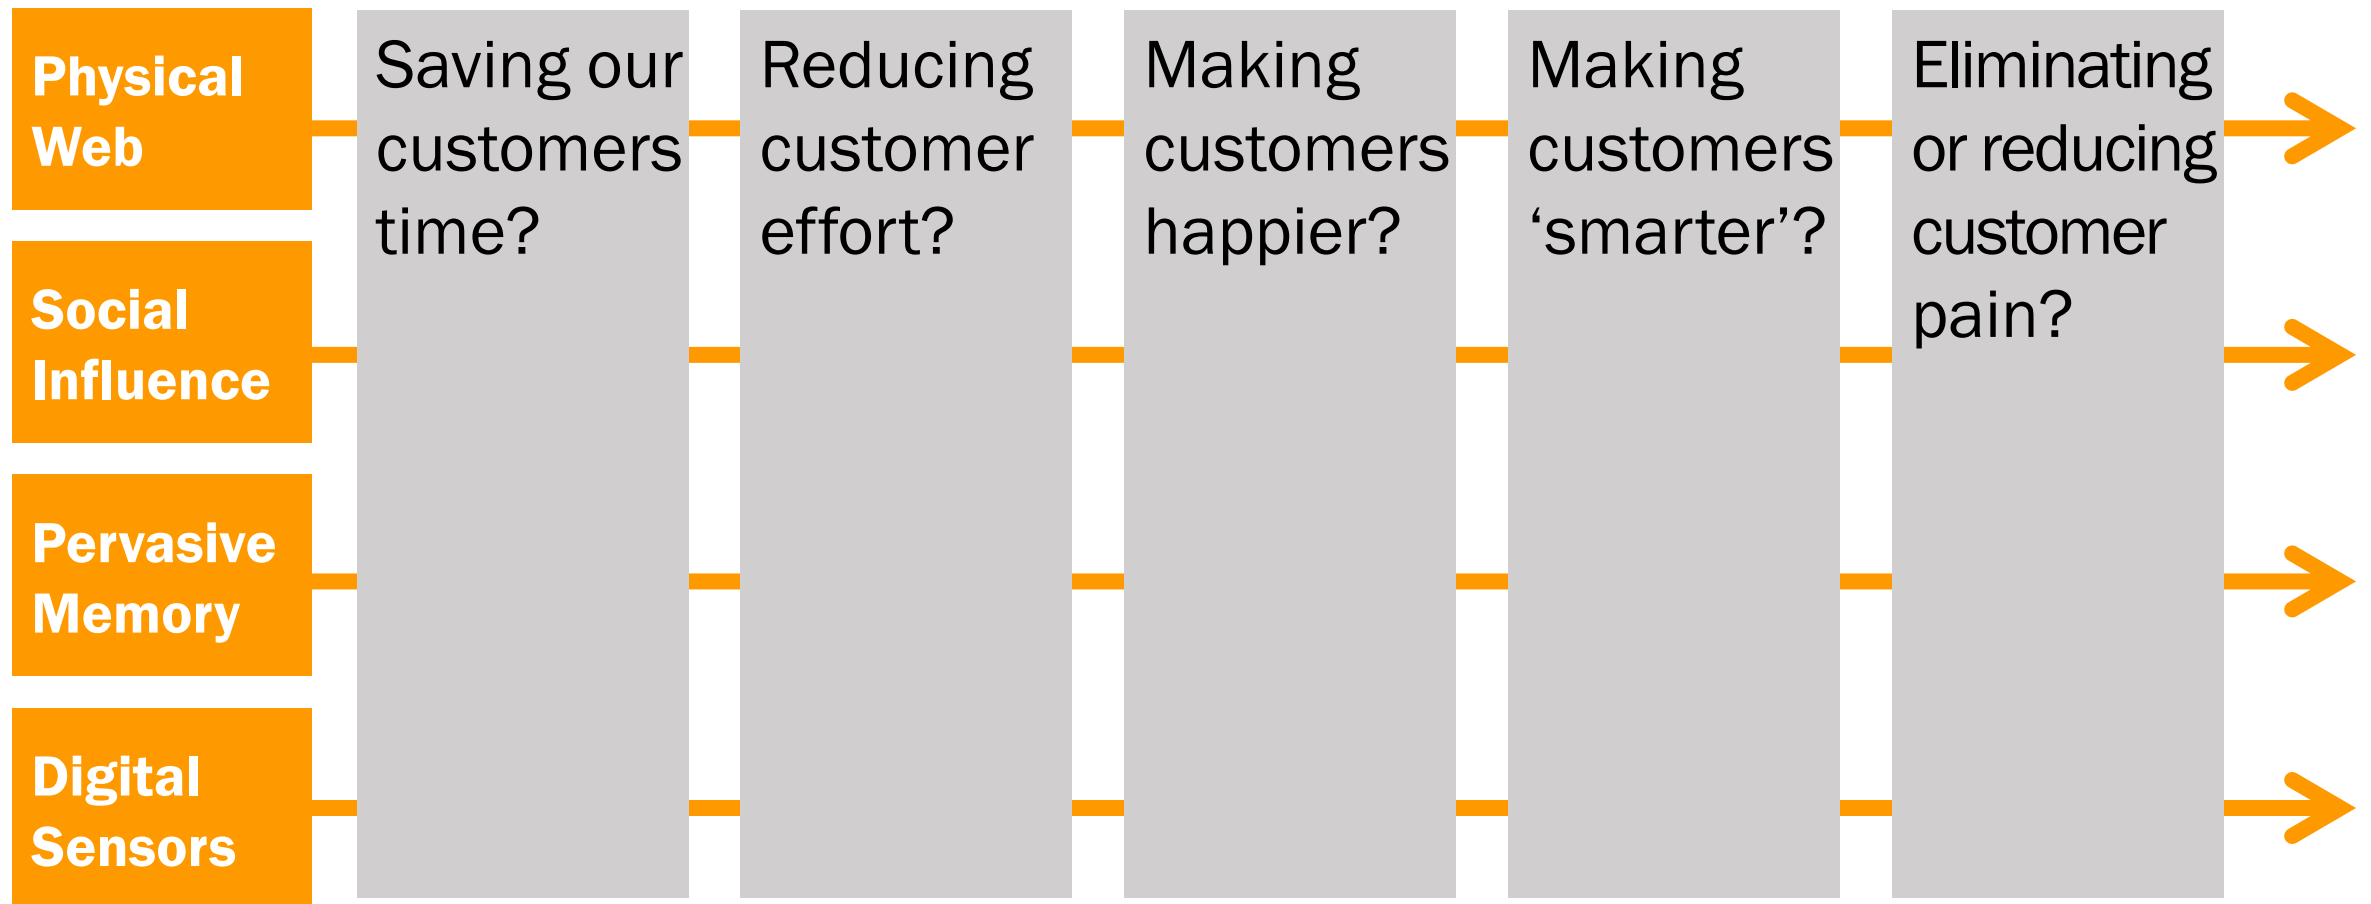 Physical
Web
Social
Influence
Pervasive
Memory
Digital
Sensors
Saving our
customers
time?
Reducing
customer
effort?
Making
customers
happier?
Making
customers
‘smarter’?
Eliminating
or reducing
customer
pain?